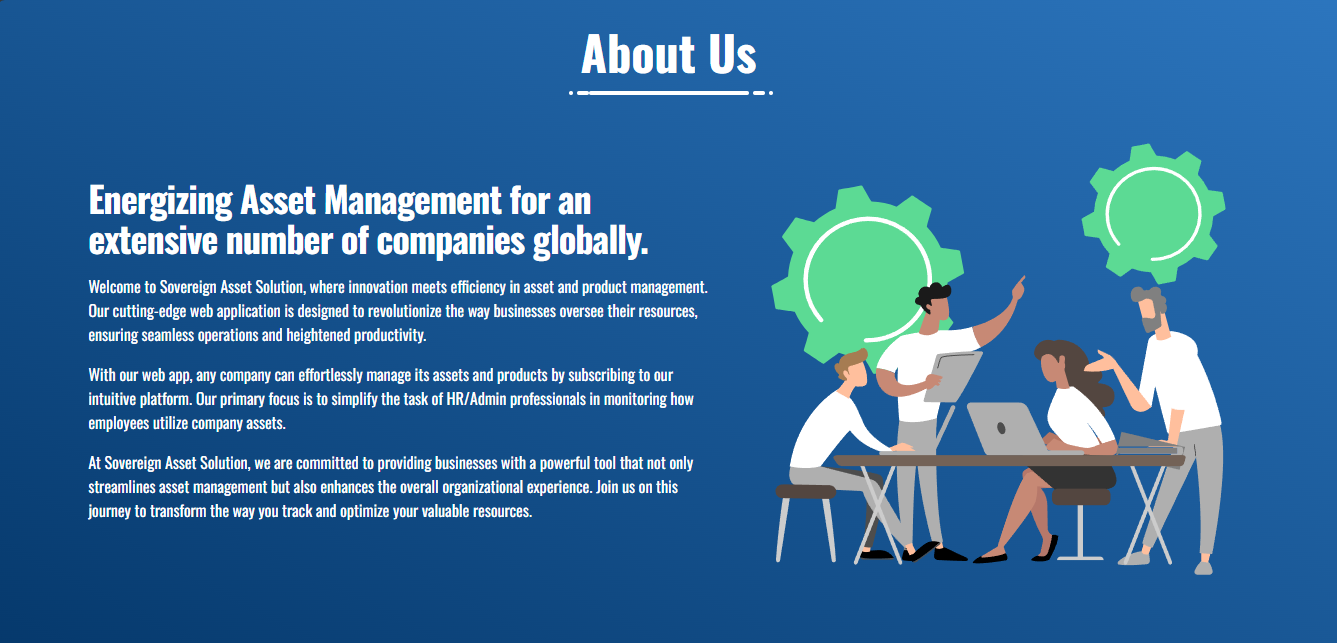 About Us
Energizing Asset Management for an
extensive number of companies globally.
Welcome to Sovereign Asset Solution, where innovation meets efficiency in asset and product management.
Our cutting-edge web application is designed to revolutionize the way businesses oversee their resources,
ensuring seamless operations and heightened productivity.
With our web app, any company can effortlessly manage its assets and products by subscribing to our
intuitive platform. Our primary focus is to simplify the task of HR/Admin professionals in monitoring how
employees utilize company assets.
At Sovereign Asset Solution, we are committed to providing businesses with a powerful tool that not only
streamlines asset management but also enhances the overall organizational experience. Join us on this
journey to transform the way you track and optimize your valuable resources.